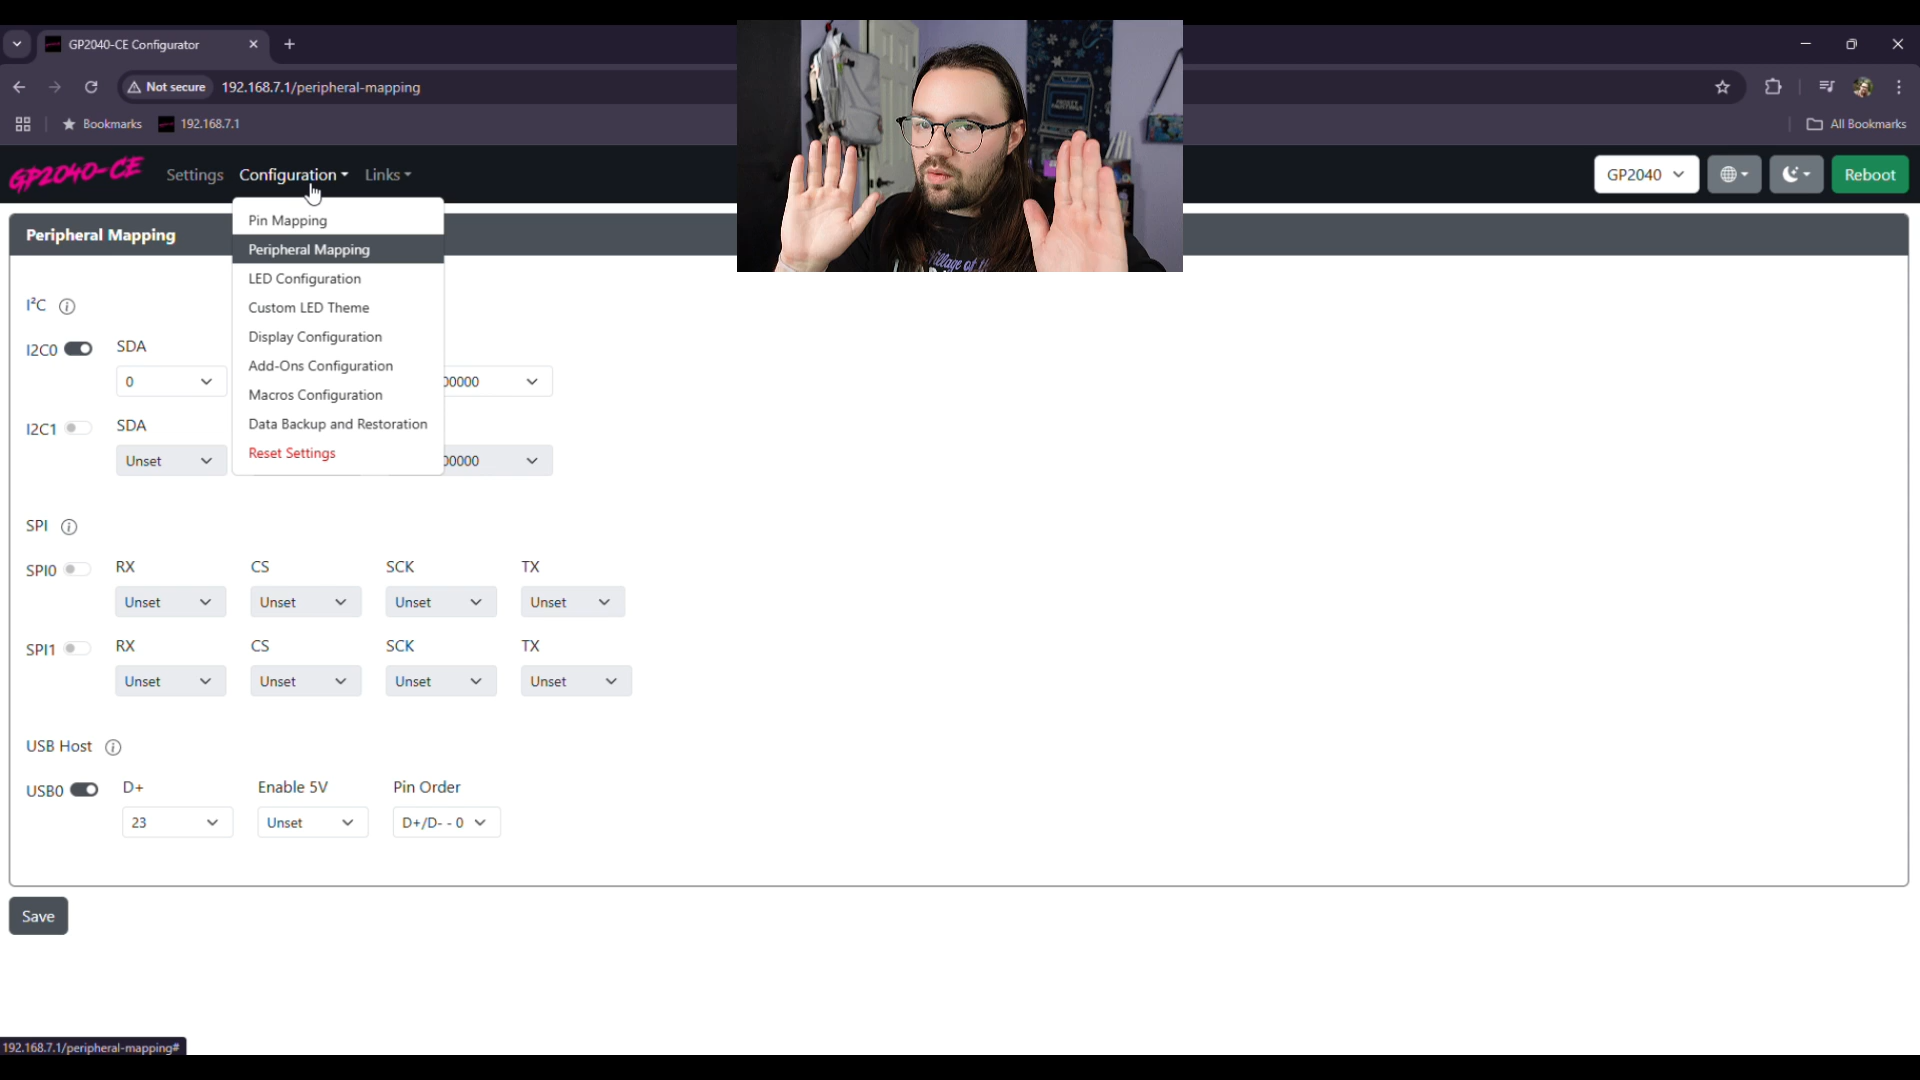 GP2040-CE Configurator
Not secure 192.168.7.1/peripheral-mapping
Bookmarks 192.168.7.1 All Bookmarks
GP2040-CE Settings Configuration Links GP2040 Reboot
Peripheral Mapping
Pin Mapping
Peripheral Mapping
LED Configuration
Custom LED Theme
Display Configuration
Add-Ons Configuration
Macros Configuration
Data Backup and Restoration
Reset Settings
I²C
I2C0 SDA
0 00000
I2C1 SDA
Unset 00000
SPI
SPI0 RX CS SCK TX
Unset Unset Unset Unset
SPI1 RX CS SCK TX
Unset Unset Unset Unset
USB Host
USB0 D+ Enable 5V Pin Order
23 Unset D+/D- - 0
Save
192.168.7.1/peripheral-mapping#
Village of th